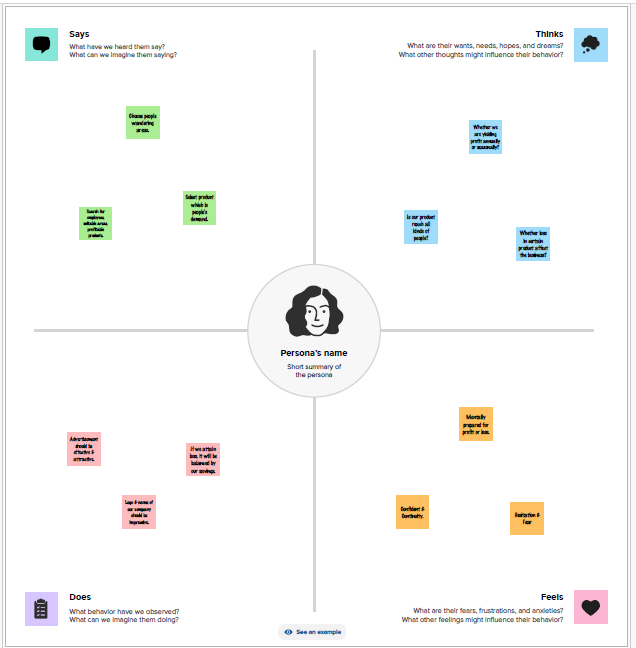 Says
What have we heard them say?
What can we imagine them saying?
Thinks
What are their wants, needs, hopes, and dreams?
What other thoughts might influence their behavior?
Choose people
wandering
areas.
Select product
which is
people's
demand.
Search for
employees,
suitable areas,
profitable
products.
Whether we
are yielding
profit annually
or seasonally?
Is our product
reach all
kinds of
people?
Whether loss
in certain
product affect
the business?
Persona's name
Short summary of
the persona
Advertisement
should be
effective &
attractive.
If we attain
loss, it will be
balanced by
our savings.
Logo & name of
our company
should be
impressive.
Mentally
prepared for
profit or loss.
Confident &
Continuity.
Hesitation &
Fear
Does
What behavior have we observed?
What can we imagine them doing?
Feels
What are their fears, frustrations, and anxieties?
What other feelings might influence their behavior?
See an example